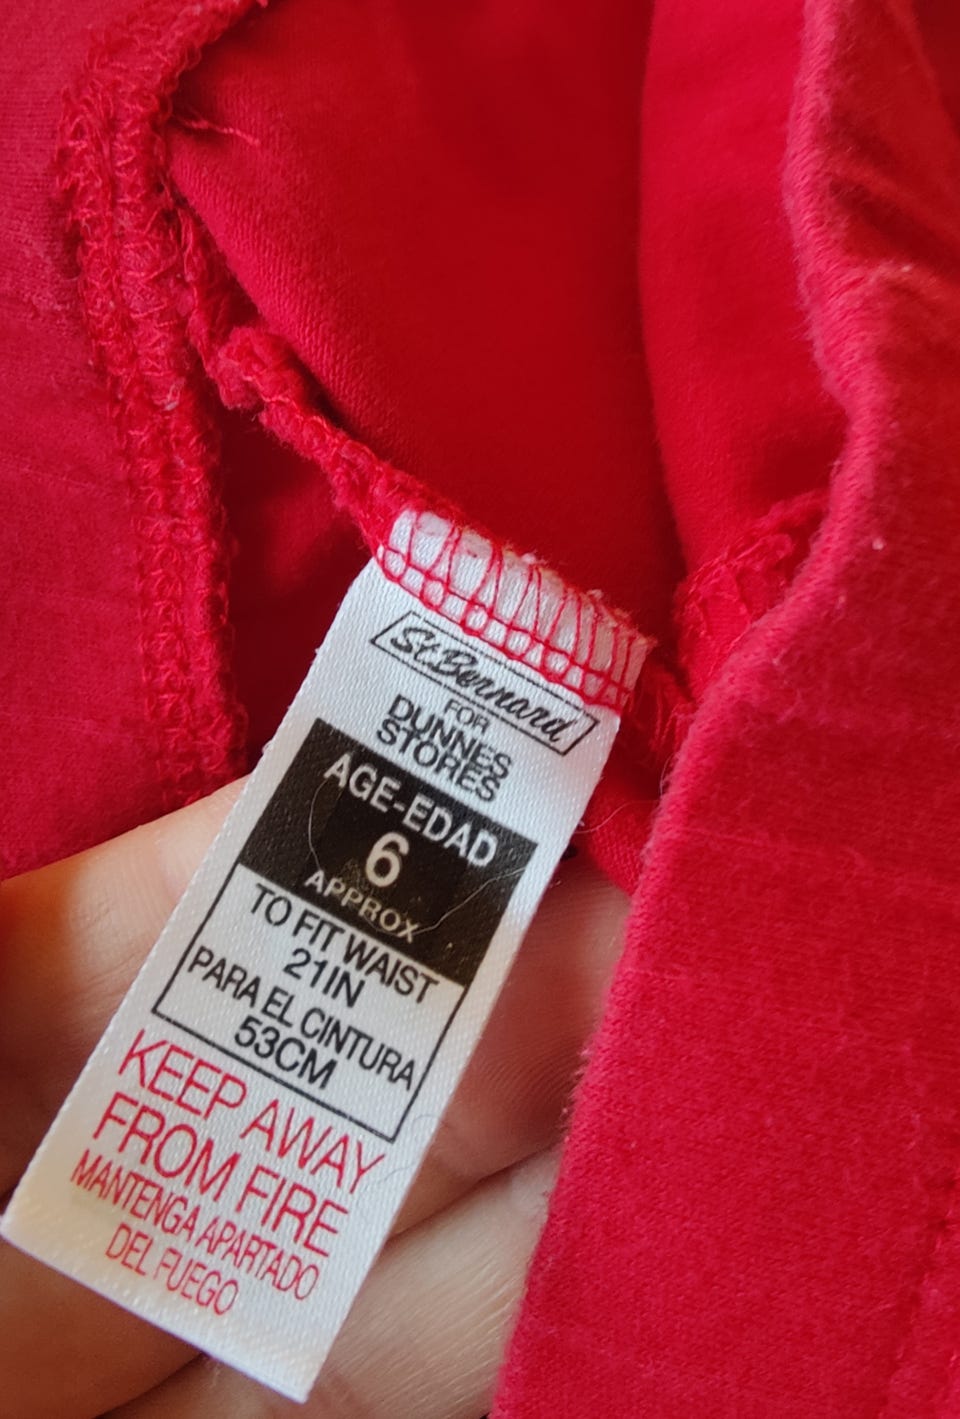 St.Bernard
FOR
DUNNES
STORES
AGE-EDAD
6
APPROX
TO FIT WAIST
21IN
PARA EL CINTURA
53CM
KEEP AWAY
FROM FIRE
MANTENGA APARTADO
DEL FUEGO